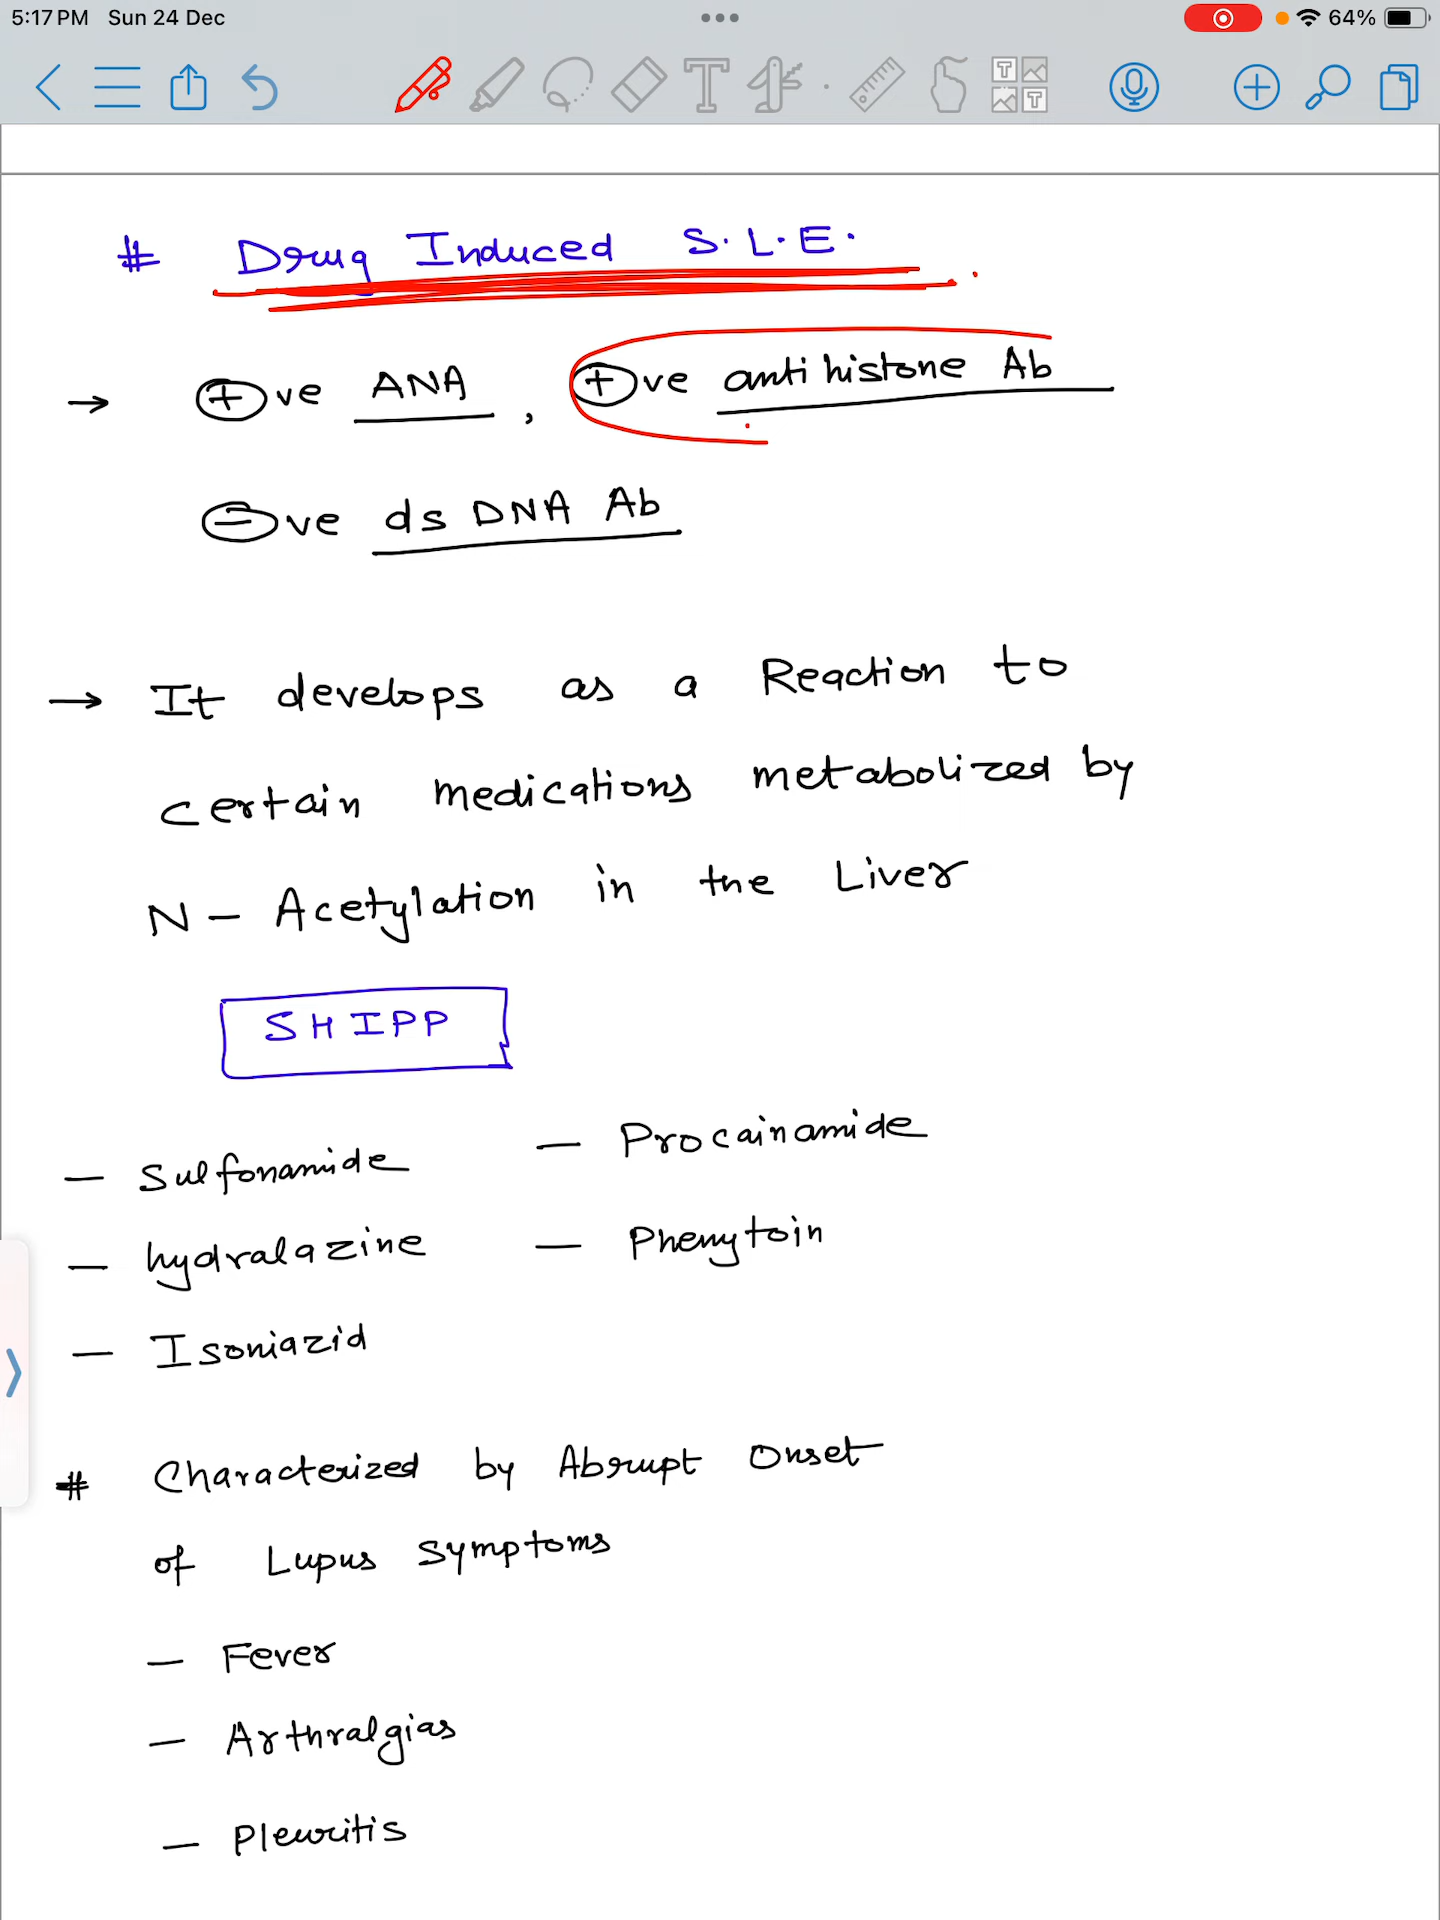 5:17 PM Sun 24 Dec
64%
# Drug Induced S.L.E.
→ ⊕ve ANA, ⊕ve antihistone Ab
⊖ve ds DNA Ab
→ It develops as a Reaction to
certain medications metabolized by
N - Acetylation in the Liver
SHIPP
- Sulfonamide - Procainamide
- hydralazine - Phenytoin
- Isoniazid
# Characterized by Abrupt Onset
of Lupus Symptoms
- Fever
- Arthralgias
- Pleuritis